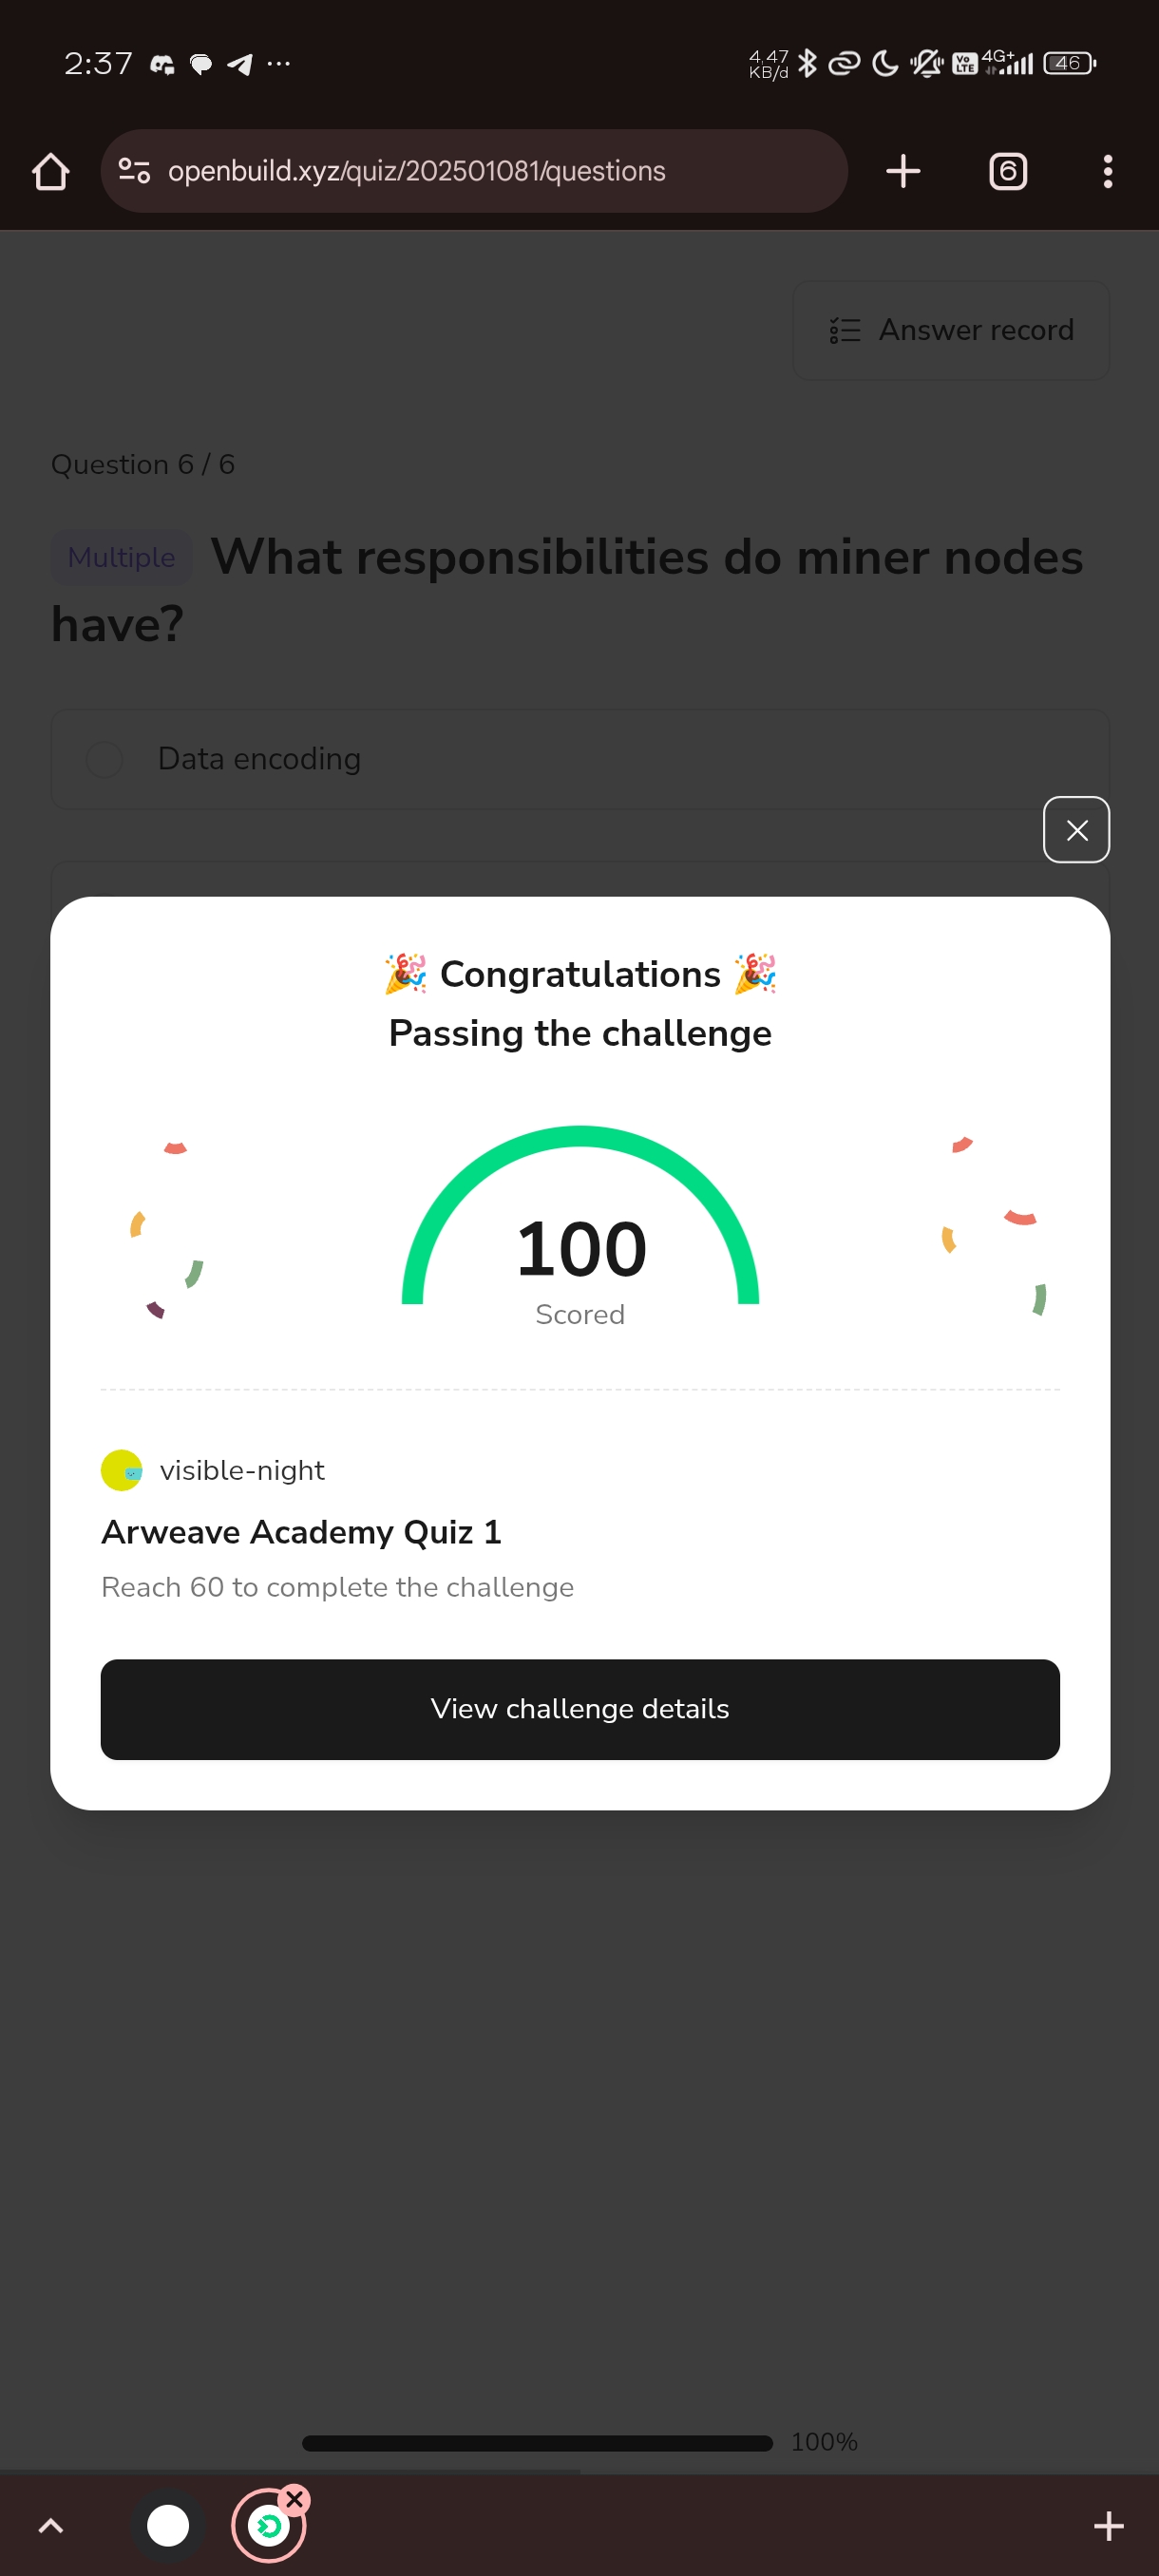 2:37
4.47
KB/d
Vo
LTE
4G+
46
openbuild.xyz/quiz/202501081/questions
6
Answer record
Question 6 / 6
Multiple What responsibilities do miner nodes
have?
Data encoding
🎉 Congratulations 🎉
Passing the challenge
100
Scored
visible-night
Arweave Academy Quiz 1
Reach 60 to complete the challenge
View challenge details
100%